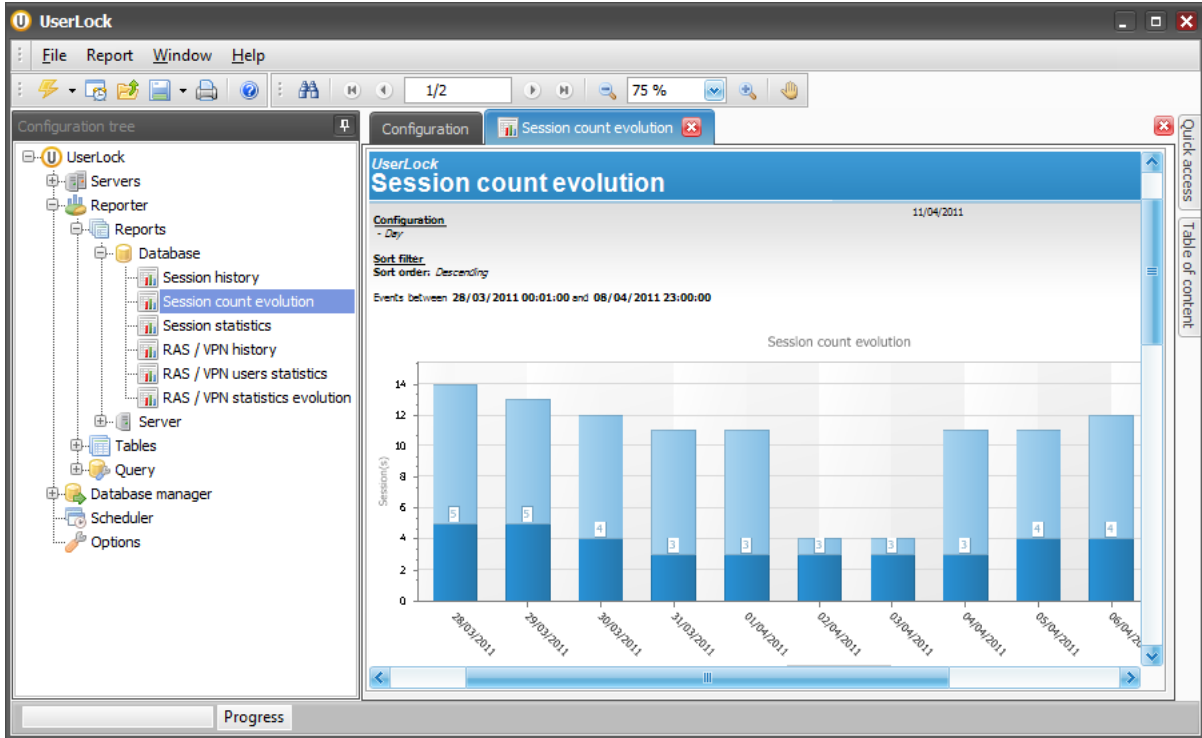 UserLock
File Report Window Help
1/2
75 %
Configuration tree
UserLock
Servers
Reporter
Reports
Database
Session history
Session count evolution
Session statistics
RAS / VPN history
RAS / VPN users statistics
RAS / VPN statistics evolution
Server
Tables
Query
Database manager
Scheduler
Options
Configuration
Session count evolution
UserLock
Session count evolution
11/04/2011
Configuration
- Day
Sort filter
Sort order: Descending
Events between 28/03/2011 00:01:00 and 08/04/2011 23:00:00
Session count evolution
Session(s)
14
12
10
8
6
4
2
0
5
5
4
3
3
3
3
3
4
4
28/03/2011
29/03/2011
30/03/2011
31/03/2011
01/04/2011
02/04/2011
03/04/2011
04/04/2011
05/04/2011
06/04/2
Quick access
Table of content
Progress